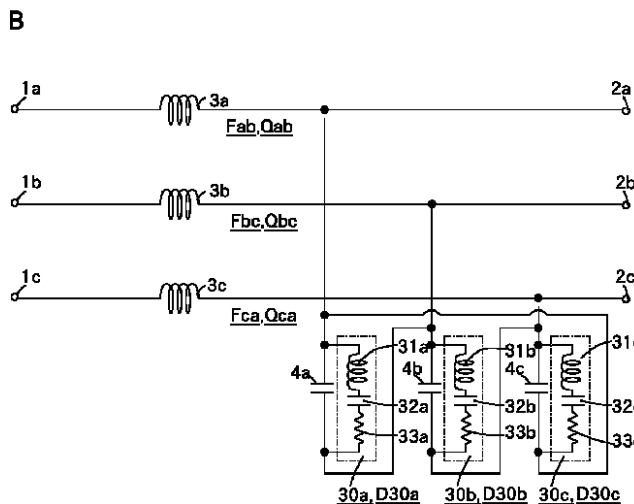 B
1a 3a 2a
Fab,Qab
1b 3b 2b
Fbc,Qbc
1c 3c 2c
Fca,Qca
31a 31b
4a 4b 4c
32a 32b
33a 33b
30a,D30a 30b,D30b 30c,D30c